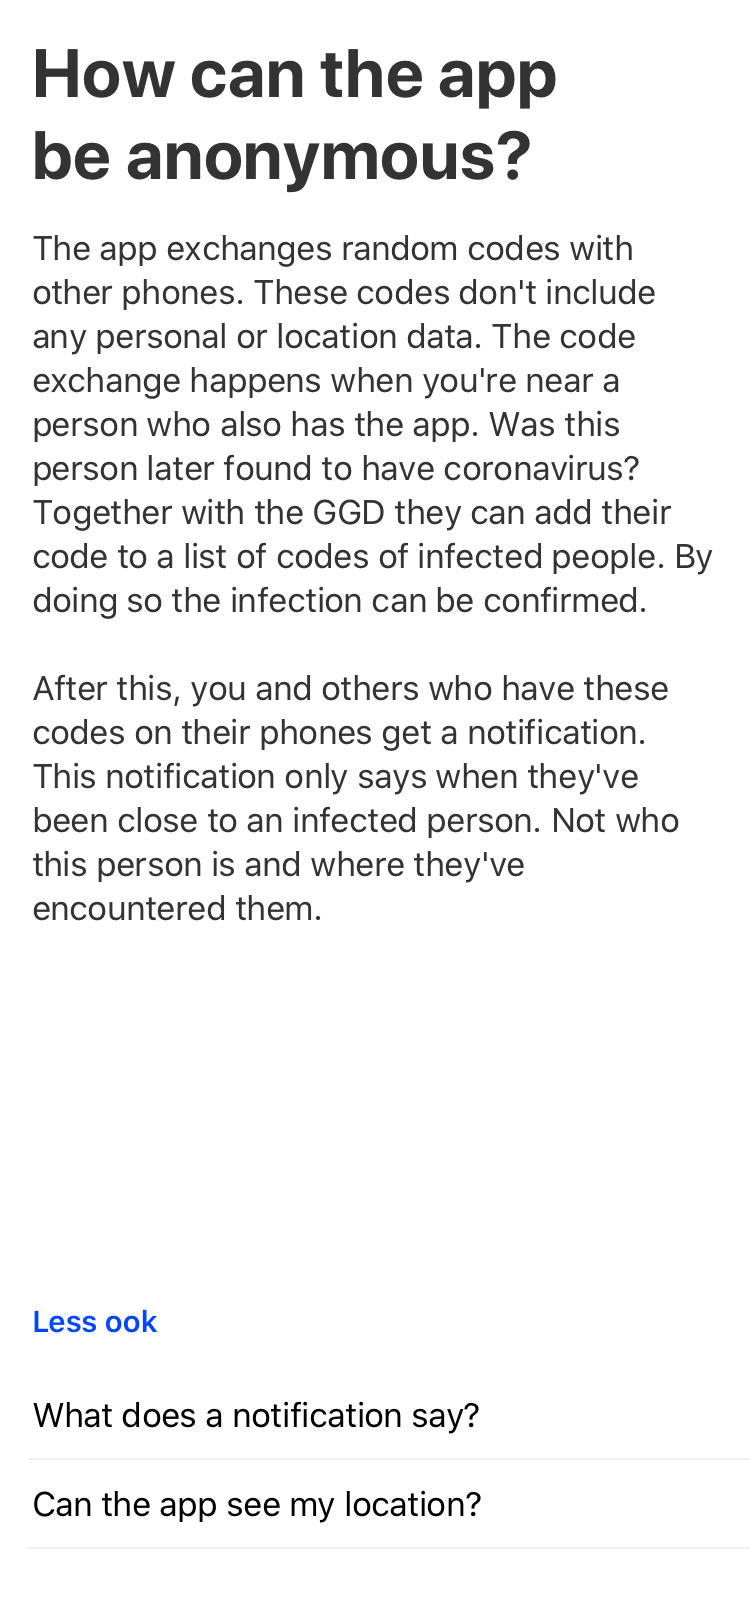 How can the app
be anonymous?
The app exchanges random codes with
other phones. These codes don't include
any personal or location data. The code
exchange happens when you're near a
person who also has the app. Was this
person later found to have coronavirus?
Together with the GGD they can add their
code to a list of codes of infected people. By
doing so the infection can be confirmed.
After this, you and others who have these
codes on their phones get a notification.
This notification only says when they've
been close to an infected person. Not who
this person is and where they've
encountered them.
Less ook
What does a notification say?
Can the app see my location?